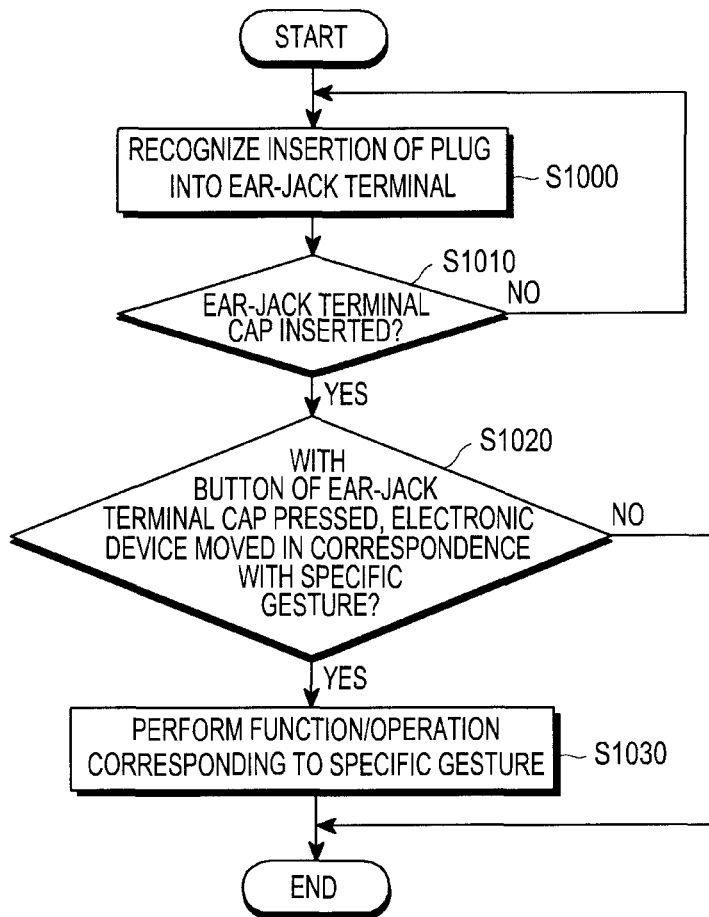 START
RECOGNIZE INSERTION OF PLUG
INTO EAR-JACK TERMINAL
S1000
S1010
EAR-JACK TERMINAL
CAP INSERTED?
NO
YES
S1020
WITH
BUTTON OF EAR-JACK
TERMINAL CAP PRESSED, ELECTRONIC
DEVICE MOVED IN CORRESPONDENCE
WITH SPECIFIC
GESTURE?
NO
YES
PERFORM FUNCTION/OPERATION
CORRESPONDING TO SPECIFIC GESTURE
S1030
END